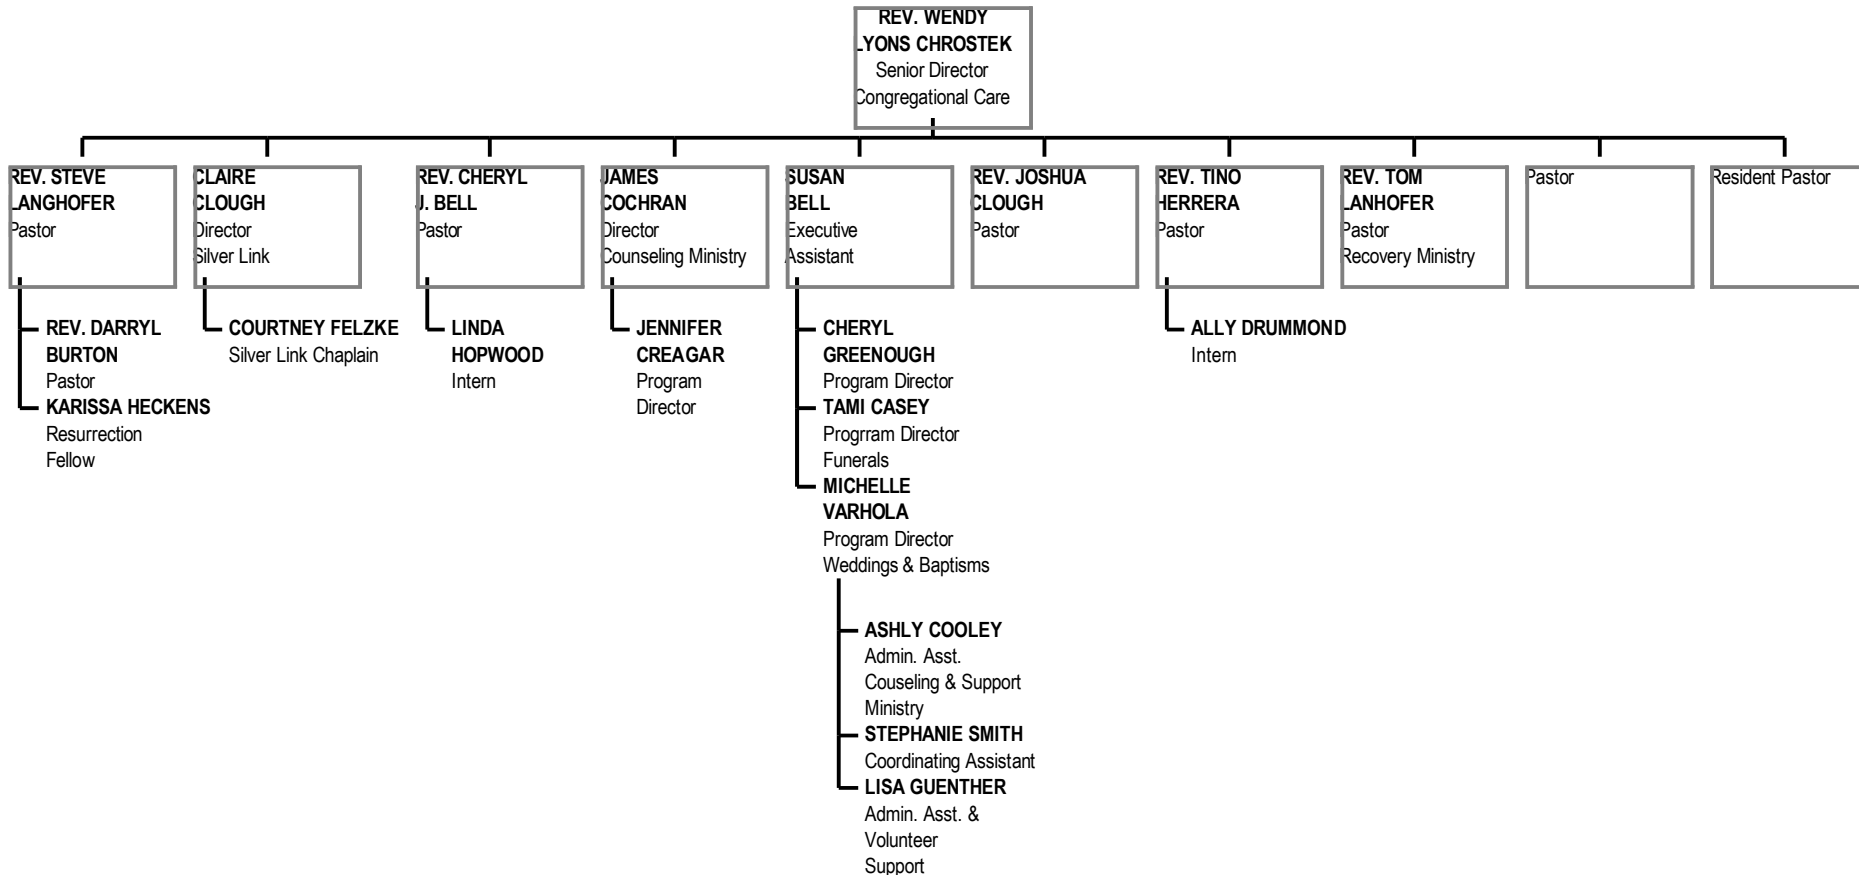 REV. WENDY
LYONS CHROSTEK
Senior Director
Congregational Care
REV. STEVE
LANGHOFER
Pastor
CLAIRE
CLOUGH
Director
Silver Link
REV. CHERYL
J. BELL
Pastor
JAMES
COCHRAN
Director
Counseling Ministry
SUSAN
BELL
Executive
Assistant
REV. JOSHUA
CLOUGH
Pastor
REV. TINO
HERRERA
Pastor
REV. TOM
LANHOFER
Pastor
Recovery Ministry
Pastor
Resident Pastor
REV. DARRYL
BURTON
Pastor
KARISSA HECKENS
Resurrection
Fellow
COURTNEY FELZKE
Silver Link Chaplain
LINDA
HOPWOOD
Intern
JENNIFER
CREAGAR
Program
Director
CHERYL
GREENOUGH
Program Director
TAMI CASEY
Progrram Director
Funerals
MICHELLE
VARHOLA
Program Director
Weddings & Baptisms
ASHLY COOLEY
Admin. Asst.
Couseling & Support
Ministry
STEPHANIE SMITH
Coordinating Assistant
LISA GUENTHER
Admin. Asst. &
Volunteer
Support
ALLY DRUMMOND
Intern